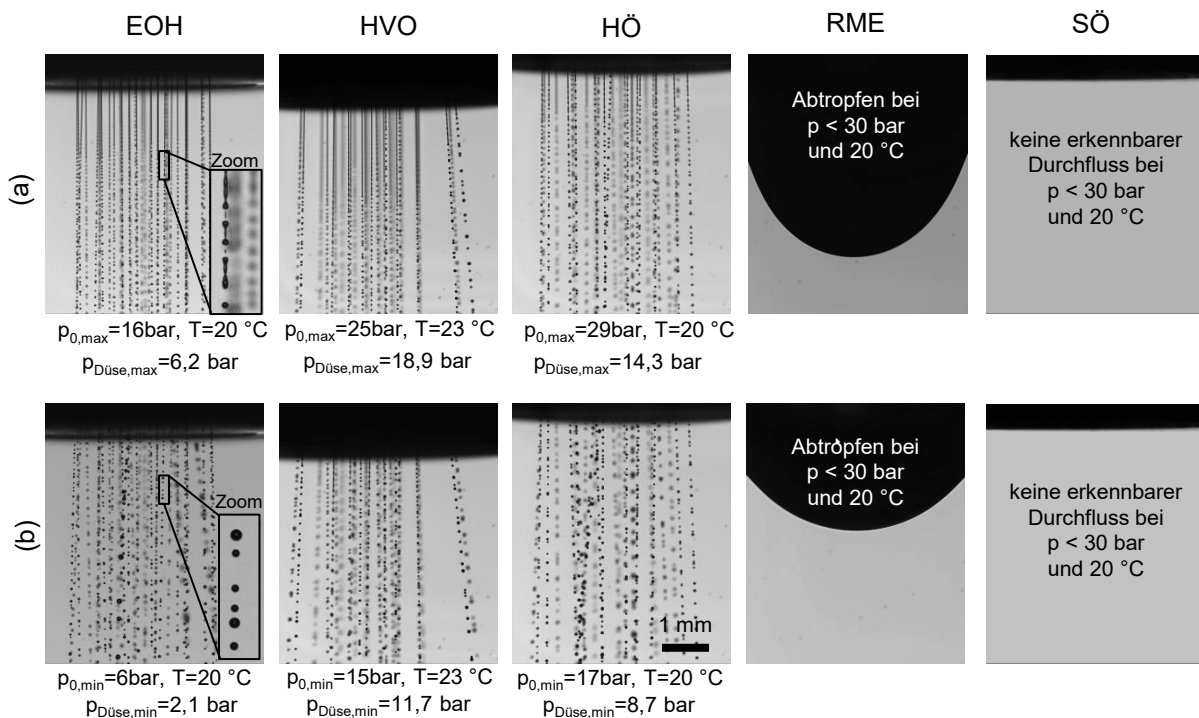 EOH HVO HÖ RME SÖ
(a)
Zoom
Abtropfen bei
p < 30 bar
und 20 °C
keine erkennbarer
Durchfluss bei
p < 30 bar
und 20 °C
p0,max=16bar, T=20 °C
pDüse,max=6,2 bar
p0,max=25bar, T=23 °C
pDüse,max=18,9 bar
p0,max=29bar, T=20 °C
pDüse,max=14,3 bar
(b)
Zoom
1 mm
Abtropfen bei
p < 30 bar
und 20 °C
keine erkennbarer
Durchfluss bei
p < 30 bar
und 20 °C
p0,min=6bar, T=20 °C
pDüse,min=2,1 bar
p0,min=15bar, T=23 °C
pDüse,min=11,7 bar
p0,min=17bar, T=20 °C
pDüse,min=8,7 bar